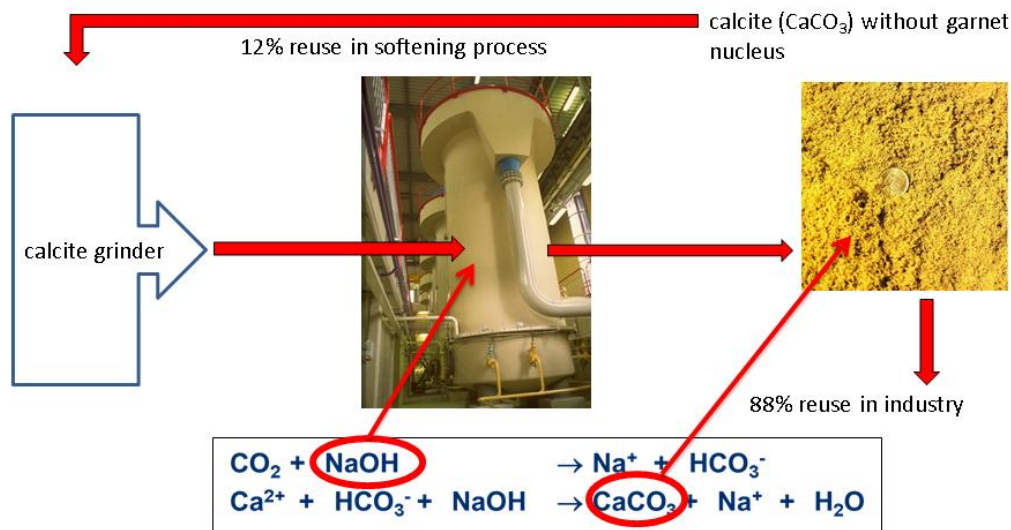 calcite (CaCO₃) without garnet
nucleus
12% reuse in softening process
calcite grinder
88% reuse in industry
CO₂ + NaOH → Na⁺ + HCO₃⁻
Ca²⁺ + HCO₃⁻ + NaOH → CaCO₃ + Na⁺ + H₂O